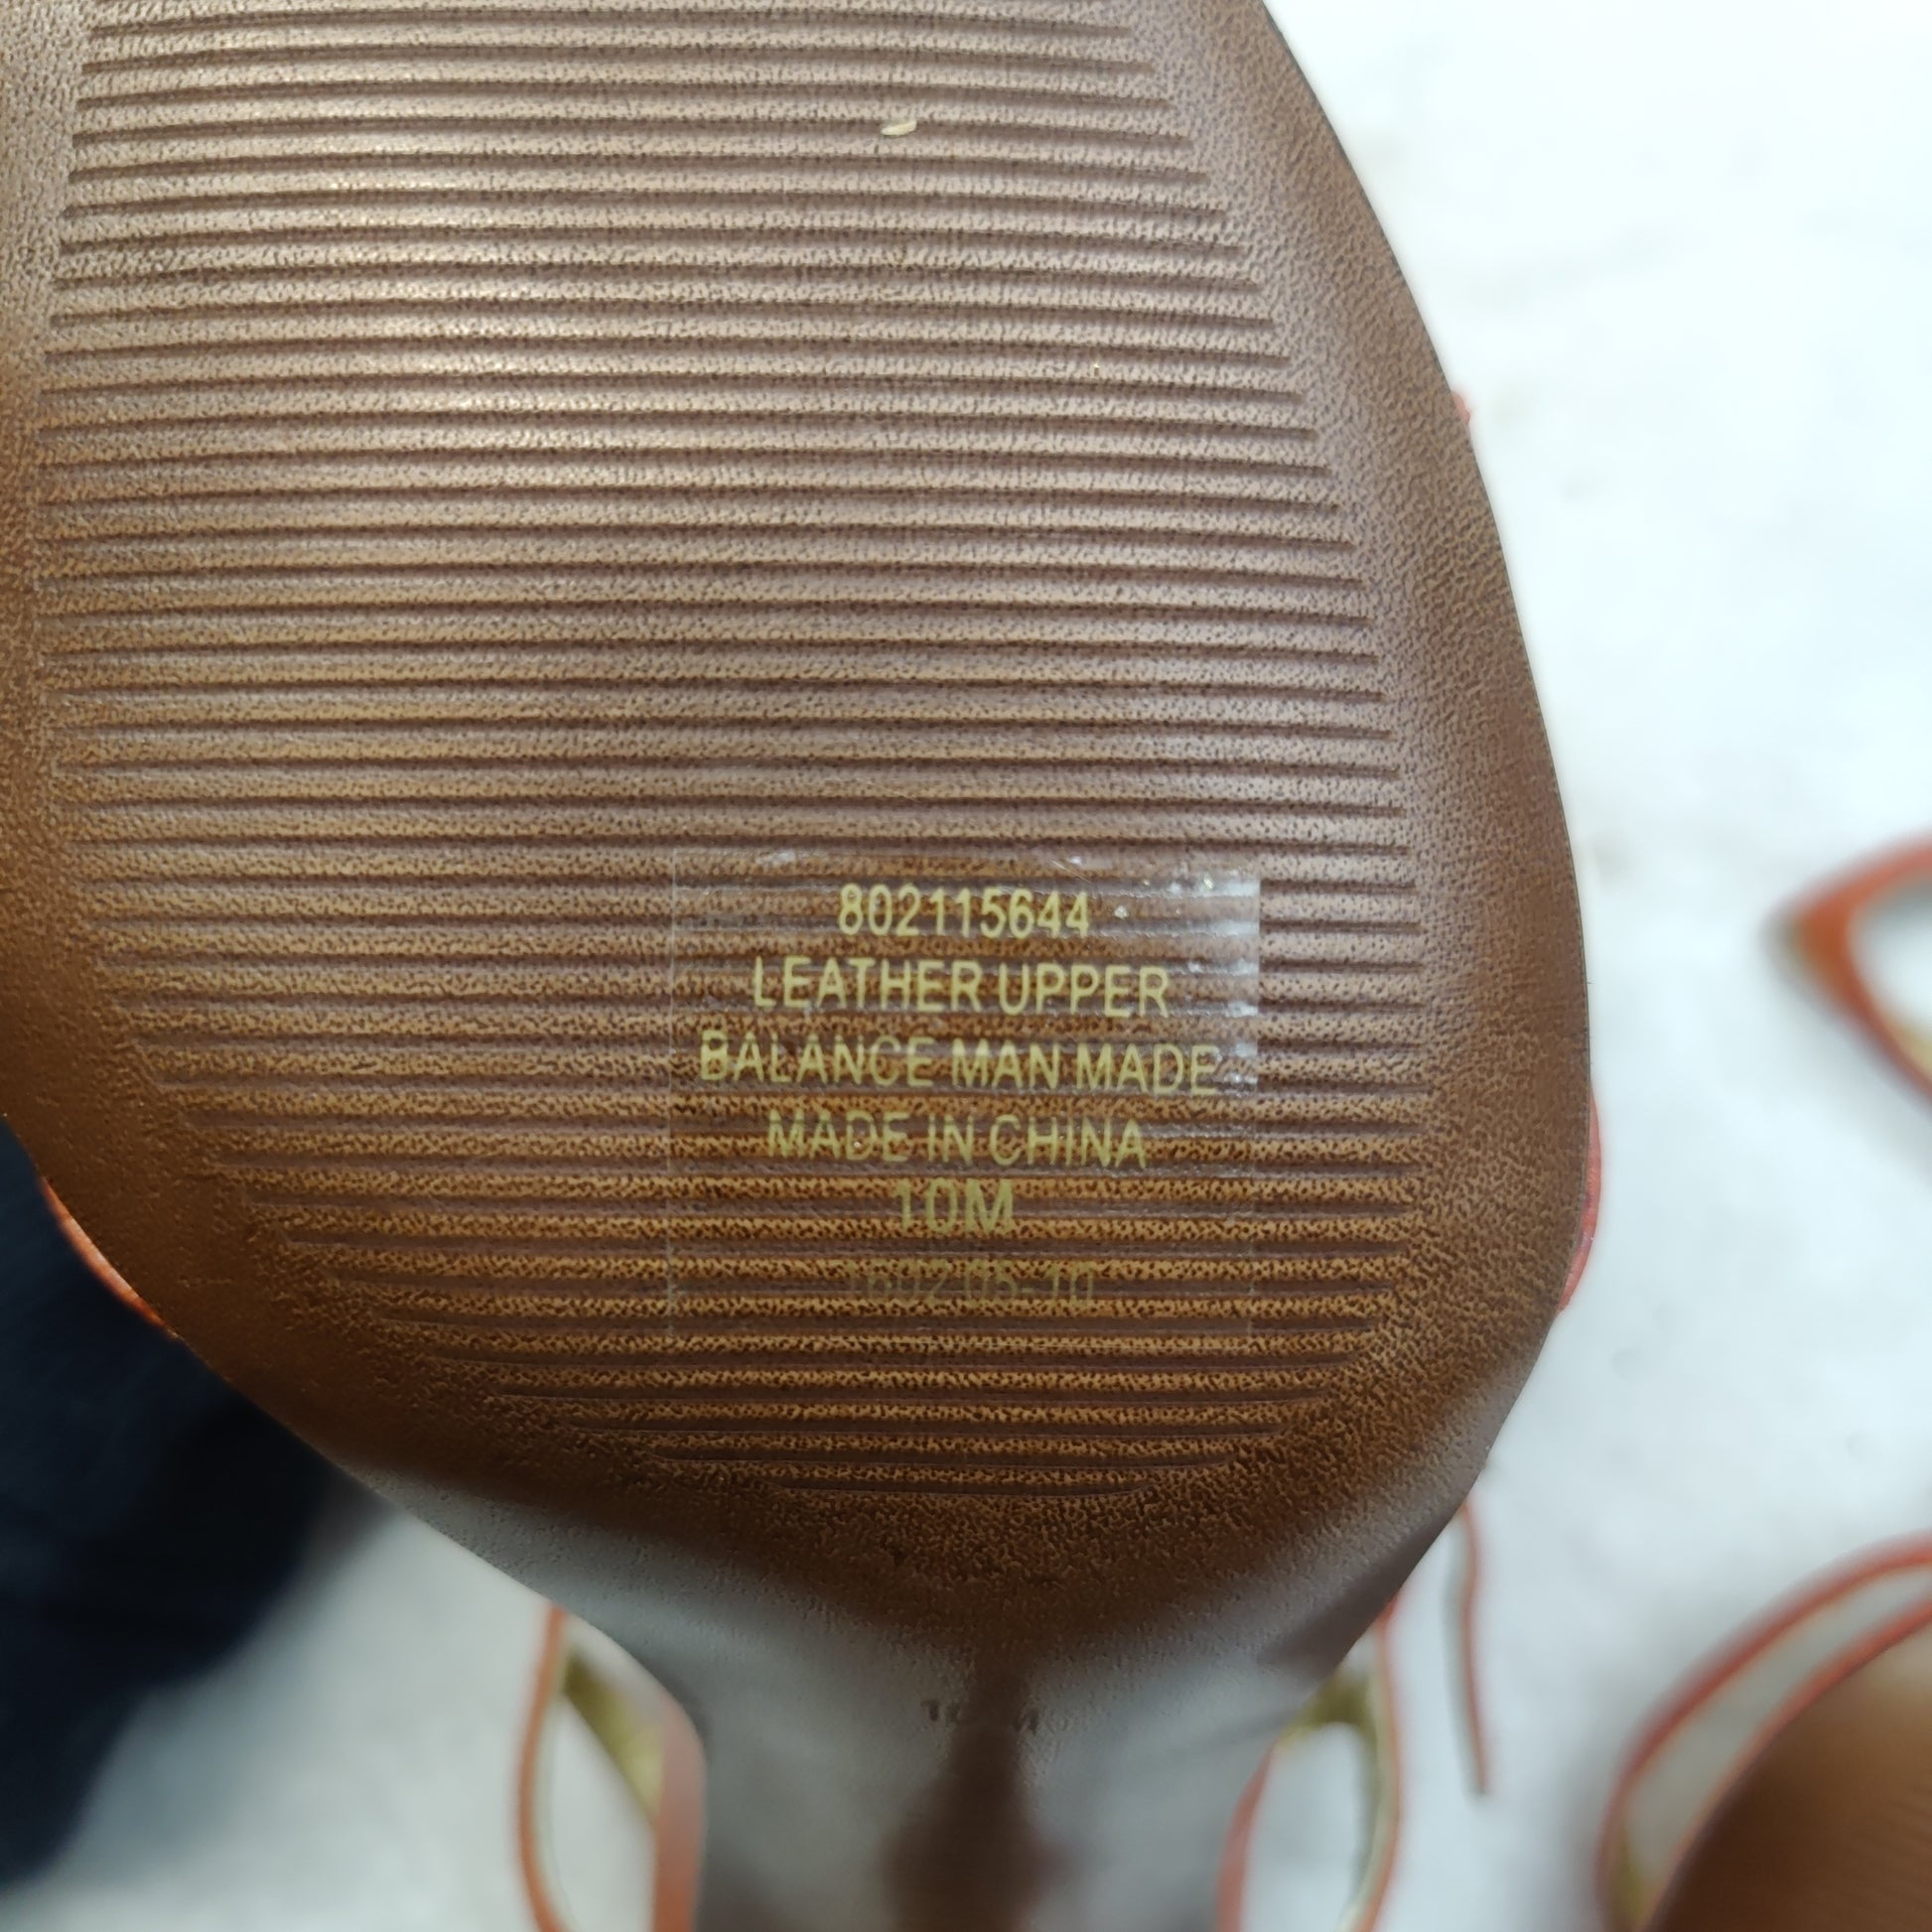 802115644
LEATHER UPPER
BALANCE MAN MADE
MADE IN CHINA
10M